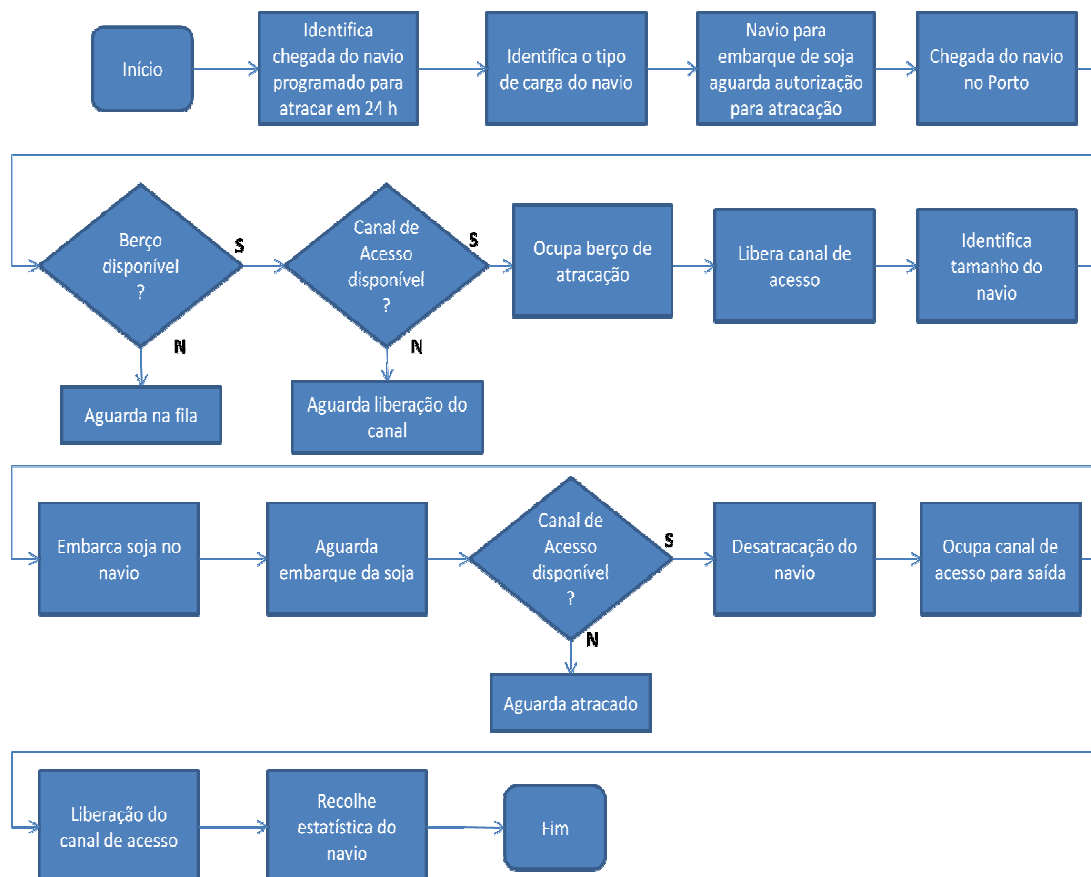 Início
Identifica
chegada do navio
programado para
atracar em 24 h
Identifica o tipo
de carga do navio
Navio para
embarque de soja
aguarda autorização
para atracação
Chegada do navio
no Porto
Berço
disponível
?
S
N
Aguarda na fila
Canal de
Acesso
disponível
?
S
N
Aguarda liberação do
canal
Ocupa berço de
atracação
Libera canal de
acesso
Identifica
tamanho do
navio
Embarca soja no
navio
Aguarda
embarque da soja
Canal de
Acesso
disponível
?
S
N
Aguarda atracado
Desatracação do
navio
Ocupa canal de
acesso para saída
Liberação do
canal de acesso
Recolhe
estatística do
navio
Fim